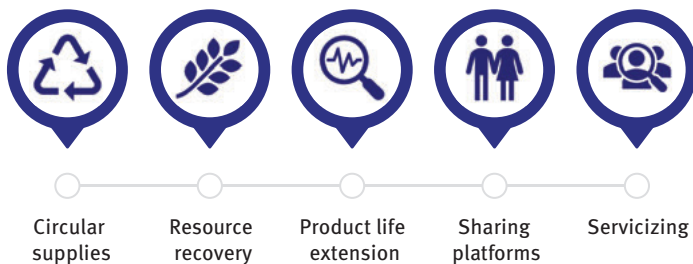 Circular
supplies
Resource
recovery
Product life
extension
Sharing
platforms
Servicizing